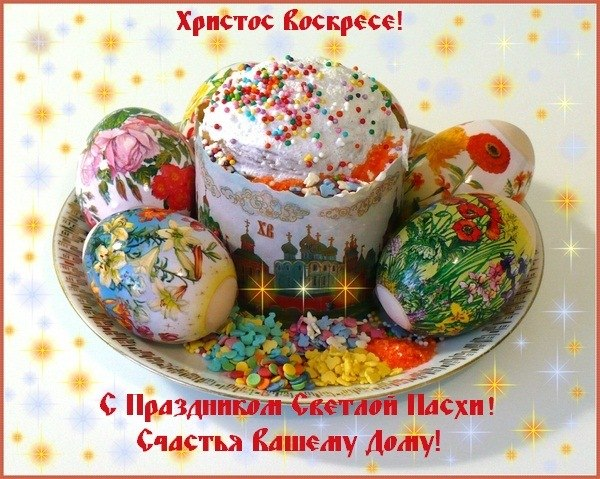 Христос Воскресе!
ХВ
С Праздником Светлой Пасхи!
Счастья Вашему Дому!